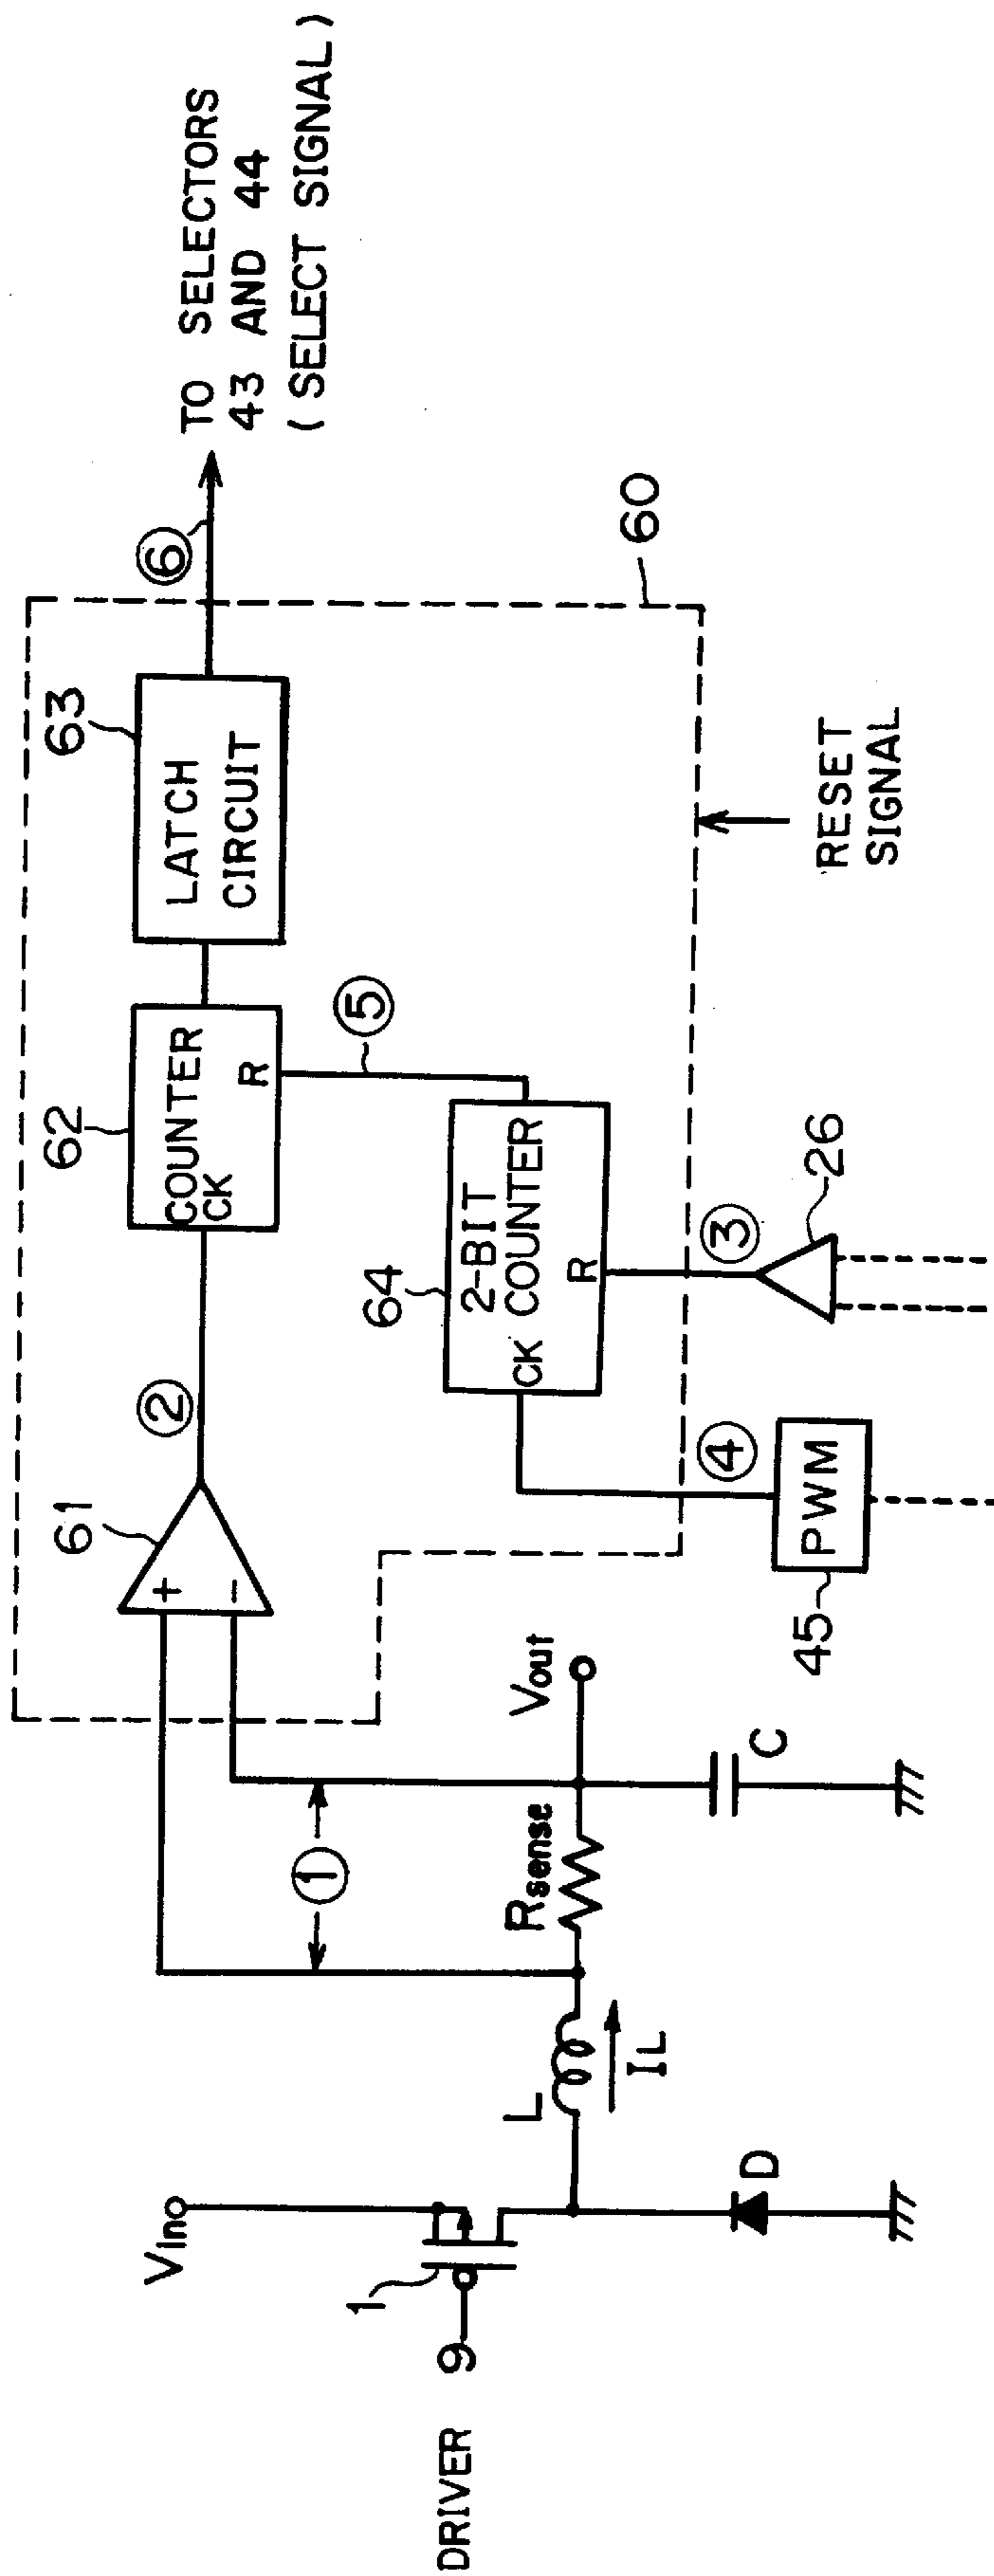 TO SELECTORS
43 AND 44
( SELECT SIGNAL )
⑥
60
63
LATCH
CIRCUIT
RESET
SIGNAL
62
COUNTER
CK
R
⑤
64
2-BIT
COUNTER
CK
R
③
26
②
④
61
+
−
PWM
45
Vout
①
Rsense
C
L
IL
Vin
1
D
DRIVER 9